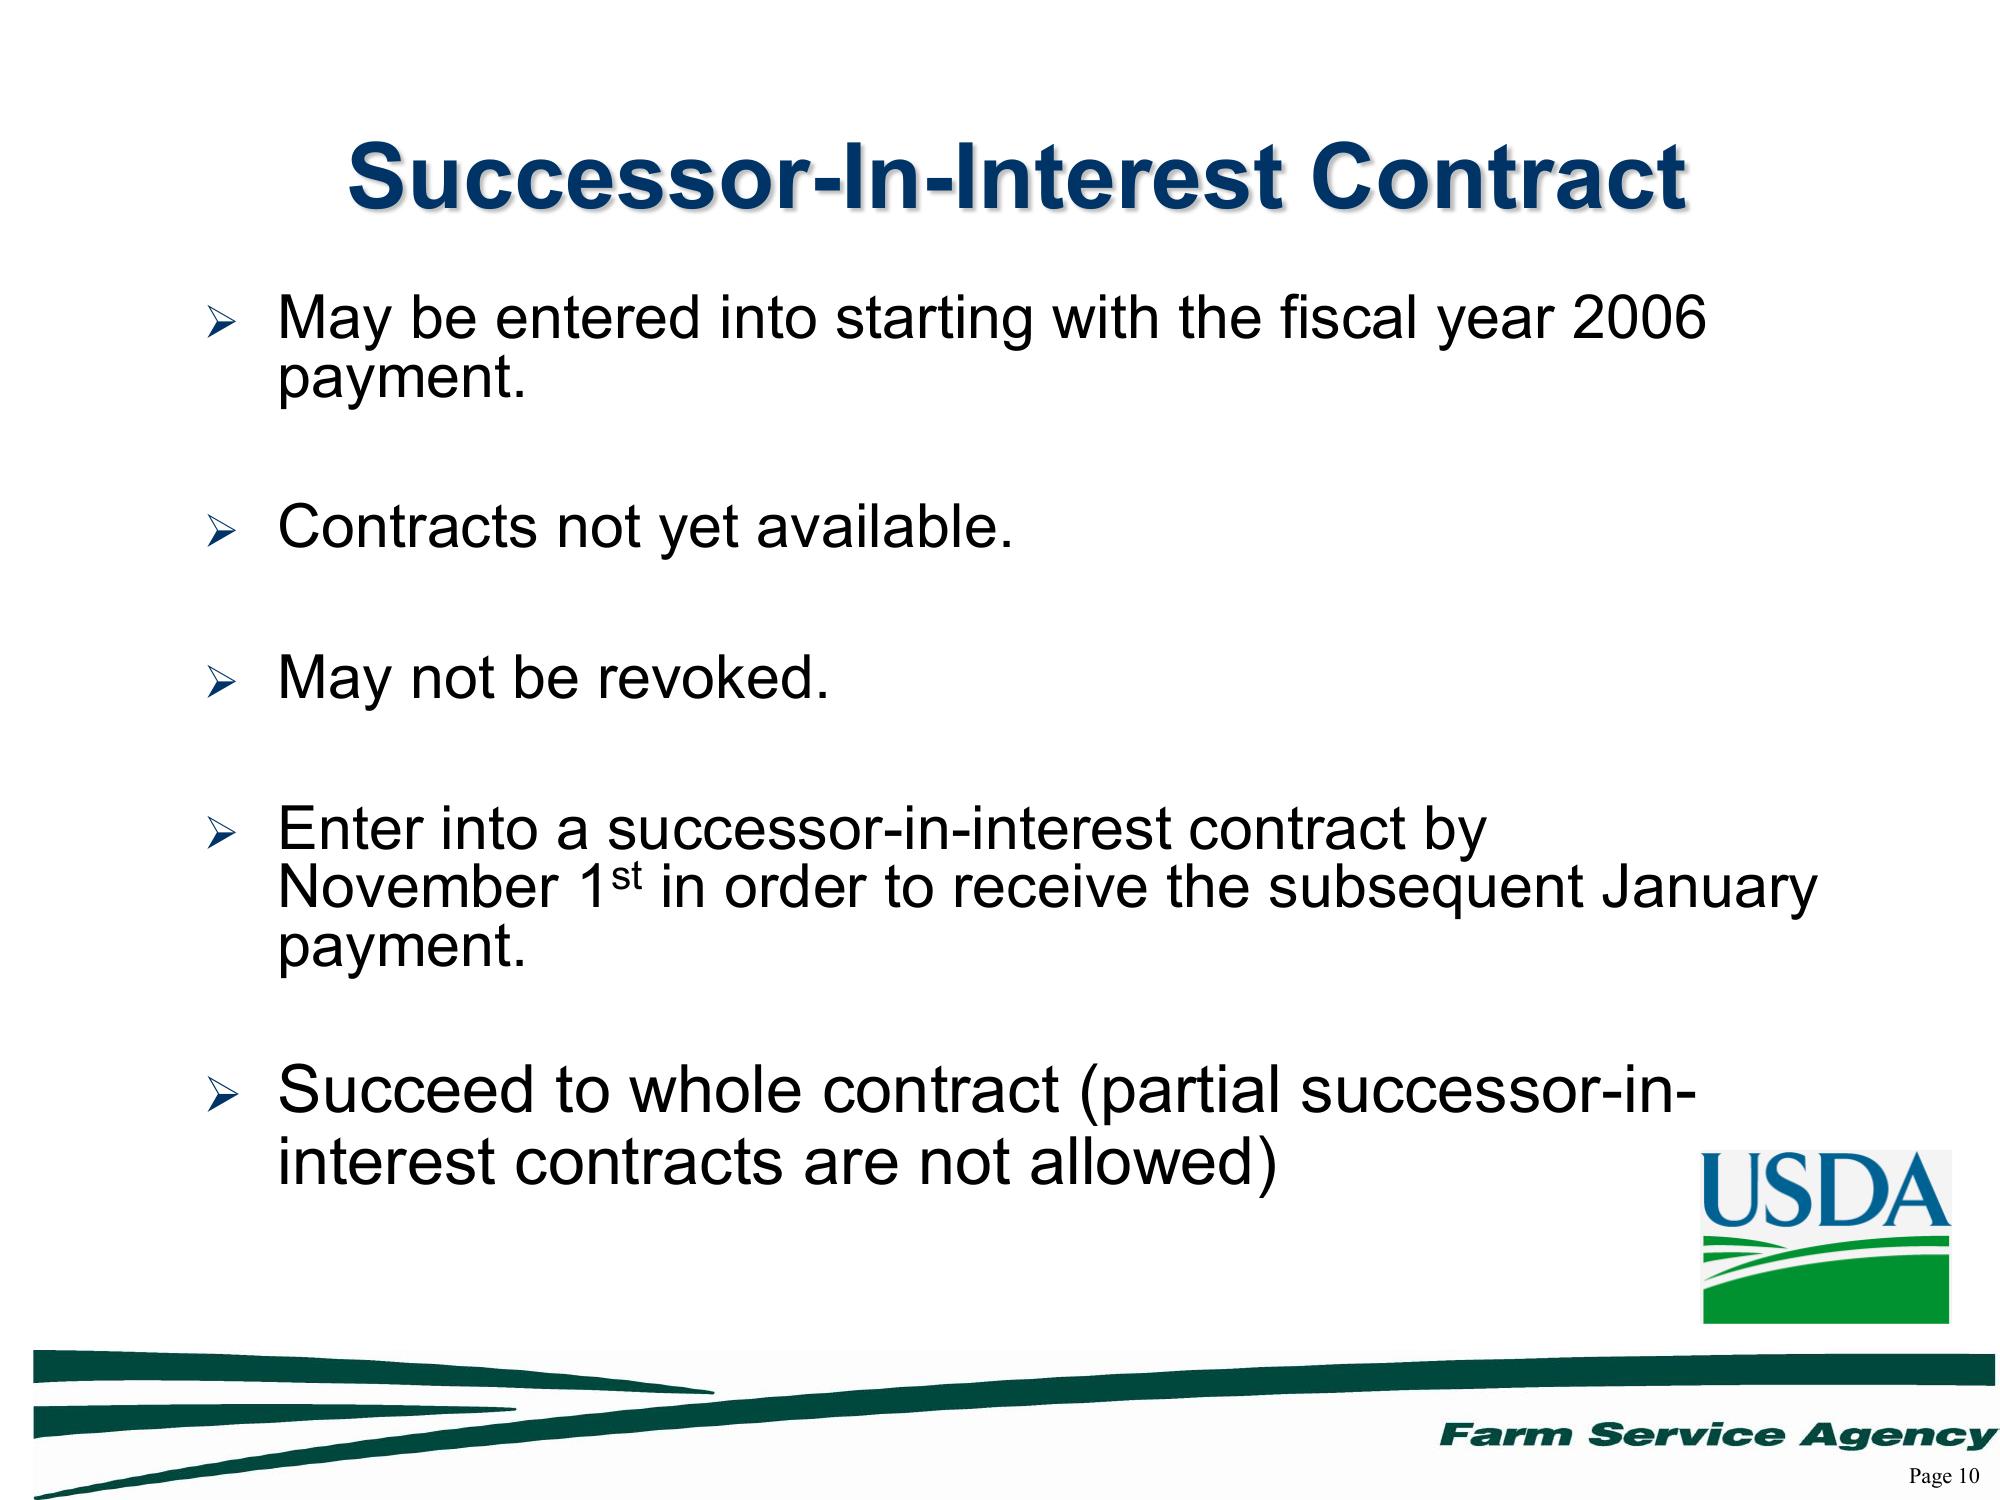 Successor-In-Interest Contract
➢ May be entered into starting with the fiscal year 2006
payment.
➢ Contracts not yet available.
➢ May not be revoked.
➢ Enter into a successor-in-interest contract by
November 1st in order to receive the subsequent January
payment.
➢ Succeed to whole contract (partial successor-in-
interest contracts are not allowed)
USDA
Farm Service Agency
Page 10